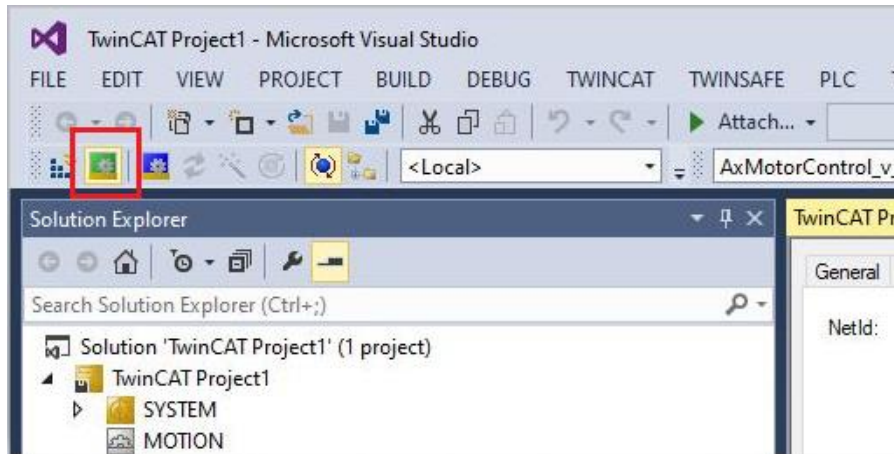 TwinCAT Project1 - Microsoft Visual Studio
FILE EDIT VIEW PROJECT BUILD DEBUG TWINCAT TWINSAFE PLC
Attach...
<Local> AxMotorControl_v_
Solution Explorer
TwinCAT Pr
Search Solution Explorer (Ctrl+;)
General
NetId:
Solution 'TwinCAT Project1' (1 project)
TwinCAT Project1
SYSTEM
MOTION